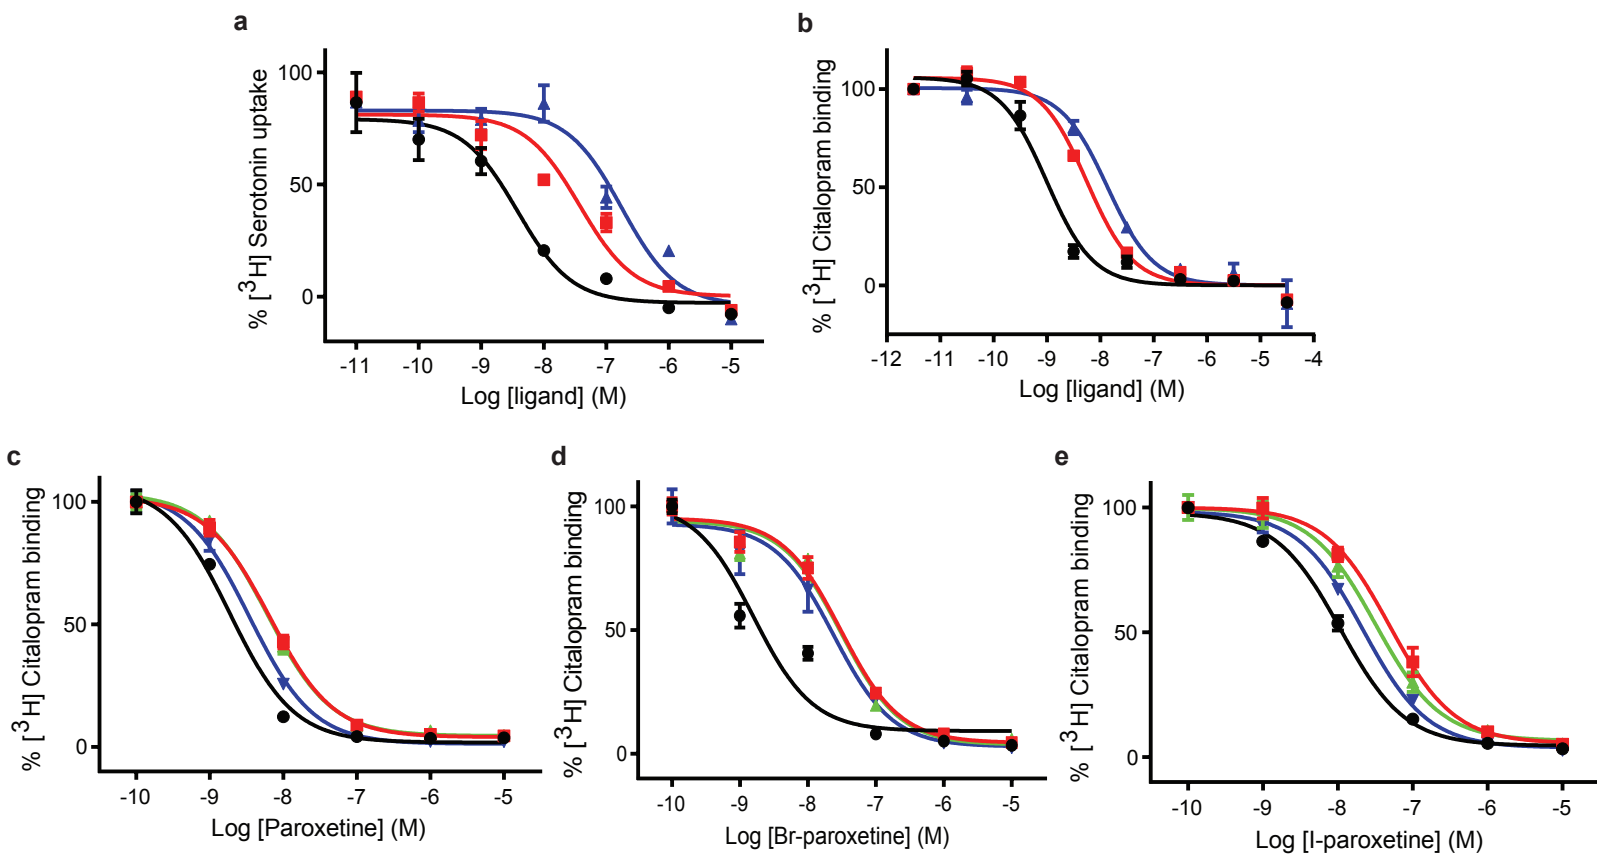 a
% [³H] Serotonin uptake
100
50
0
-11 -10 -9 -8 -7 -6 -5
Log [ligand] (M)
b
% [³H] Citalopram binding
100
50
0
-12 -11 -10 -9 -8 -7 -6 -5 -4
Log [ligand] (M)
c
% [³H] Citalopram binding
100
50
0
-10 -9 -8 -7 -6 -5
Log [Paroxetine] (M)
d
% [³H] Citalopram binding
100
50
0
-10 -9 -8 -7 -6 -5
Log [Br-paroxetine] (M)
e
% [³H] Citalopram binding
100
50
0
-10 -9 -8 -7 -6 -5
Log [I-paroxetine] (M)